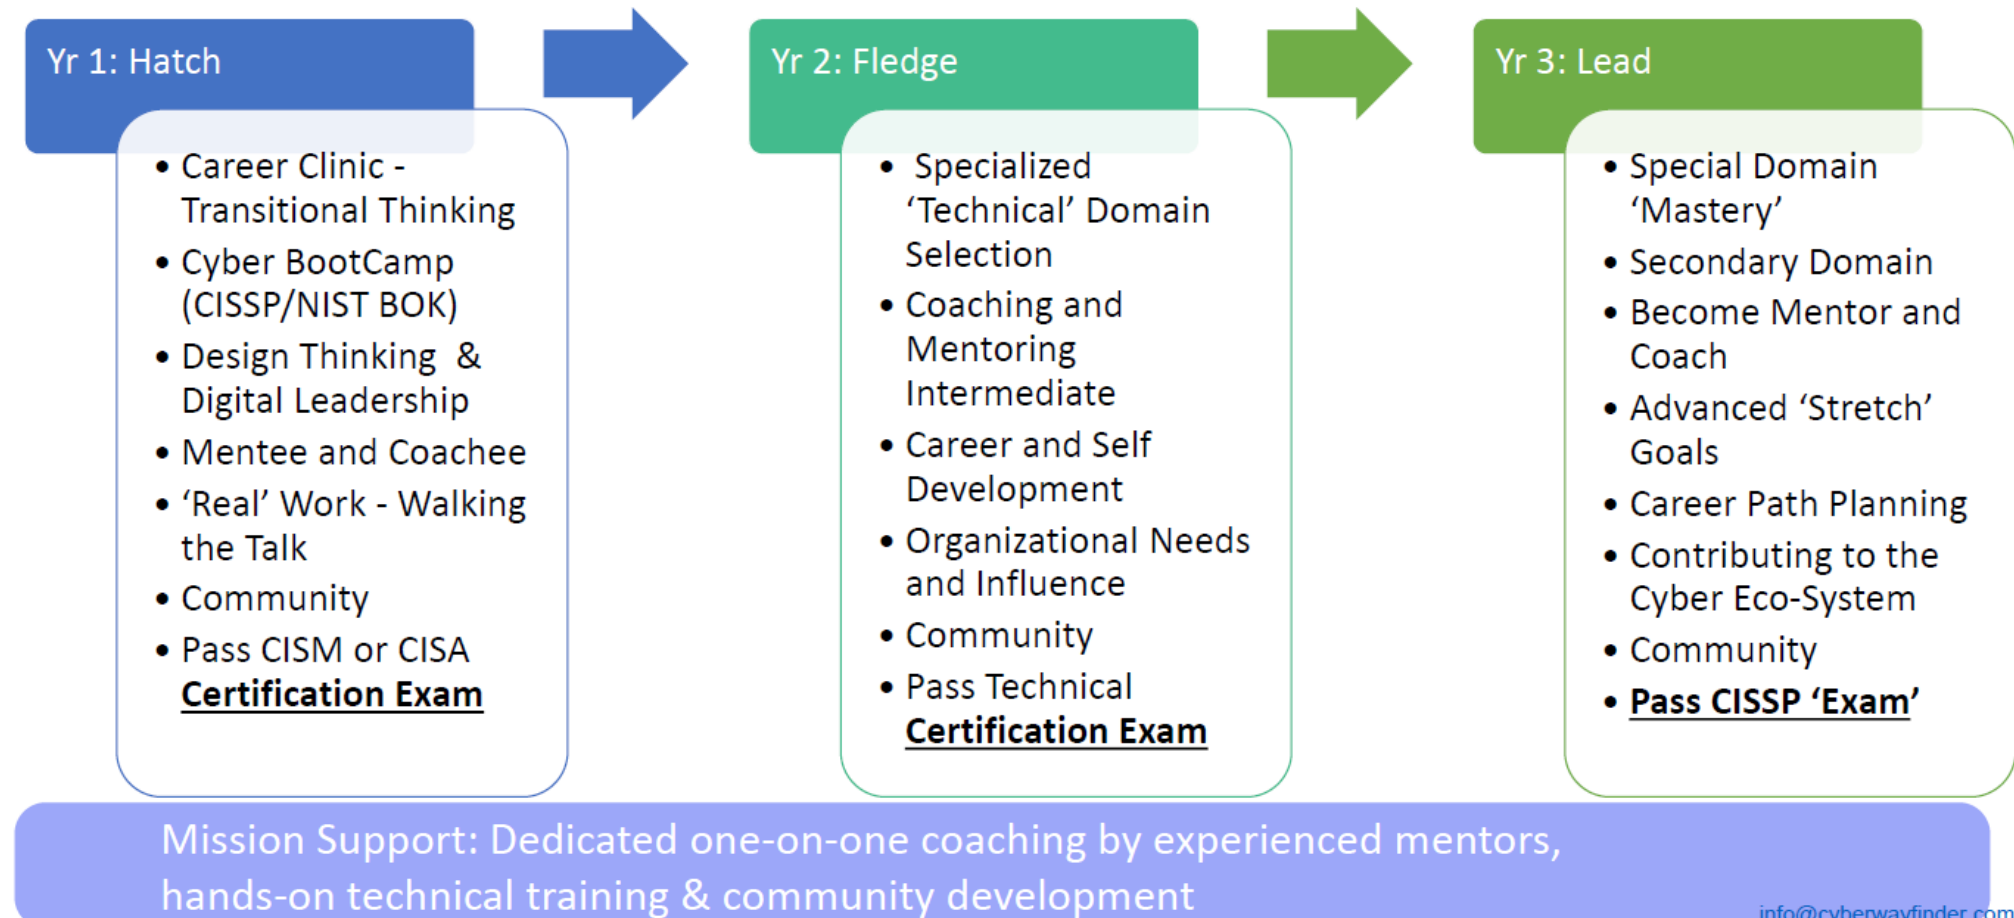 Yr 1: Hatch
• Career Clinic -
Transitional Thinking
• Cyber BootCamp
(CISSP/NIST BOK)
• Design Thinking  &
Digital Leadership
• Mentee and Coachee
• ‘Real’ Work - Walking
the Talk
• Community
• Pass CISM or CISA
Certification Exam
Yr 2: Fledge
•  Specialized
‘Technical’ Domain
Selection
• Coaching and
Mentoring
Intermediate
• Career and Self
Development
• Organizational Needs
and Influence
• Community
• Pass Technical
Certification Exam
Yr 3: Lead
• Special Domain
‘Mastery’
• Secondary Domain
• Become Mentor and
Coach
• Advanced ‘Stretch’
Goals
• Career Path Planning
• Contributing to the
Cyber Eco-System
• Community
• Pass CISSP ‘Exam’
Mission Support: Dedicated one-on-one coaching by experienced mentors,
hands-on technical training & community development
info@cyberwayfinder.com